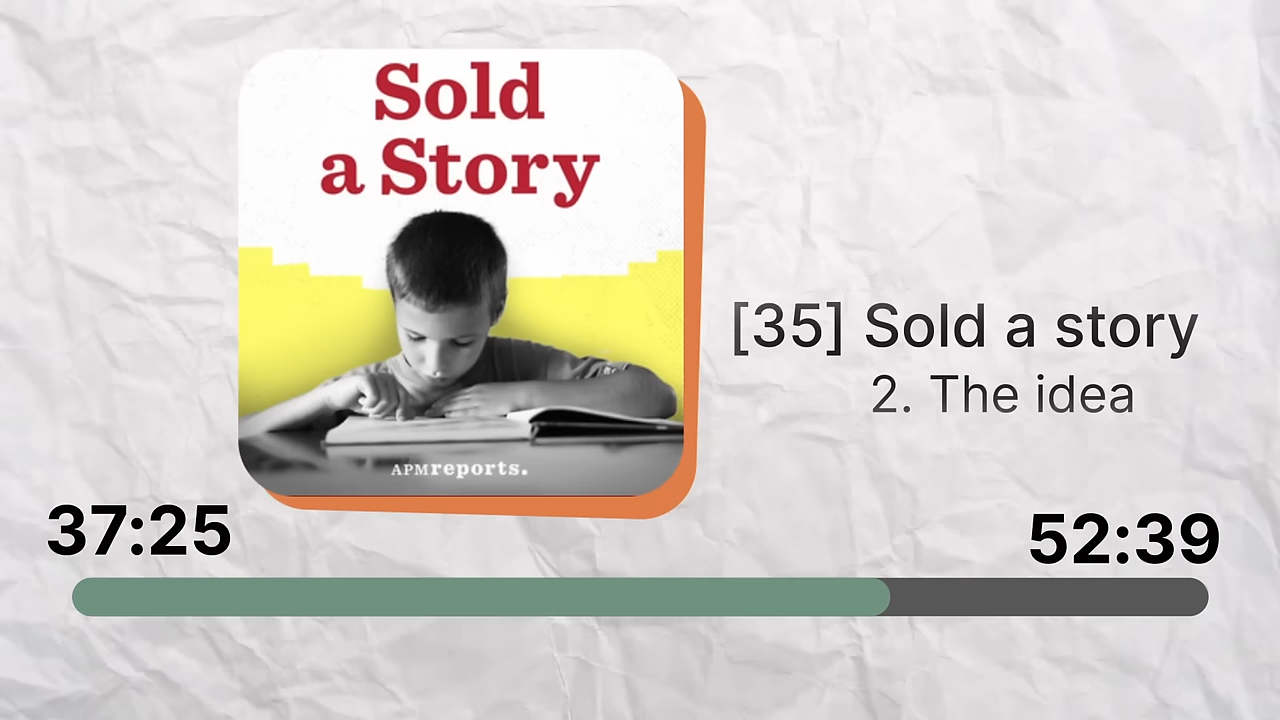 Sold
a Story
APMreports.
[35] Sold a story
2. The idea
37:25
52:39